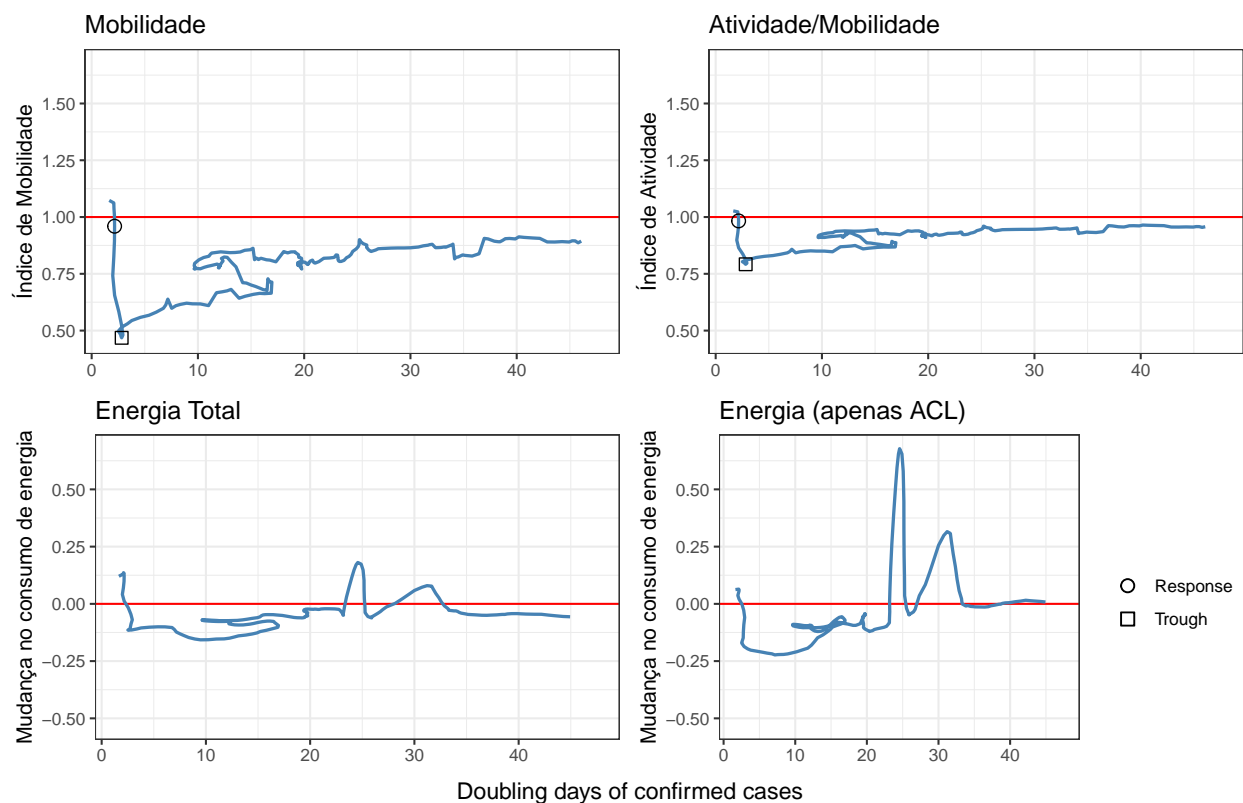 Mobilidade
Índice de Mobilidade
1.50
1.25
1.00
0.75
0.50
0 10 20 30 40
Atividade/Mobilidade
Índice de Atividade
1.50
1.25
1.00
0.75
0.50
0 10 20 30 40
Energia Total
Mudança no consumo de energia
0.50
0.25
0.00
−0.25
−0.50
0 10 20 30 40
Energia (apenas ACL)
Mudança no consumo de energia
0.50
0.25
0.00
−0.25
−0.50
0 10 20 30 40
Response
Trough
Doubling days of confirmed cases